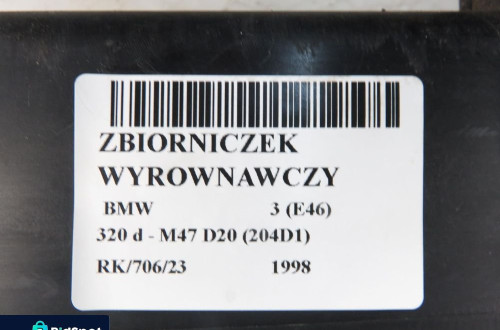 ZBIORNICZEK
WYROWNAWCZY
BMW 3 (E46)
320 d - M47 D20 (204D1)
RK/706/23 1998